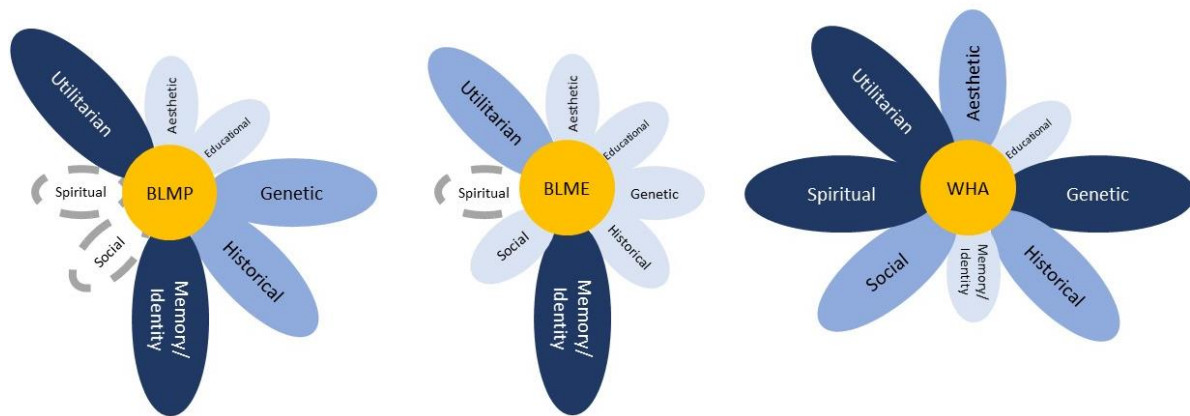 Utilitarian
Aesthetic
Educational
Spiritual
BLMP
Genetic
Social
Historical
Memory/
Identity
Utilitarian
Aesthetic
Educational
Spiritual
BLME
Genetic
Social
Historical
Memory/
Identity
Utilitarian
Aesthetic
Educational
Spiritual
WHA
Genetic
Social
Memory/
Identity
Historical